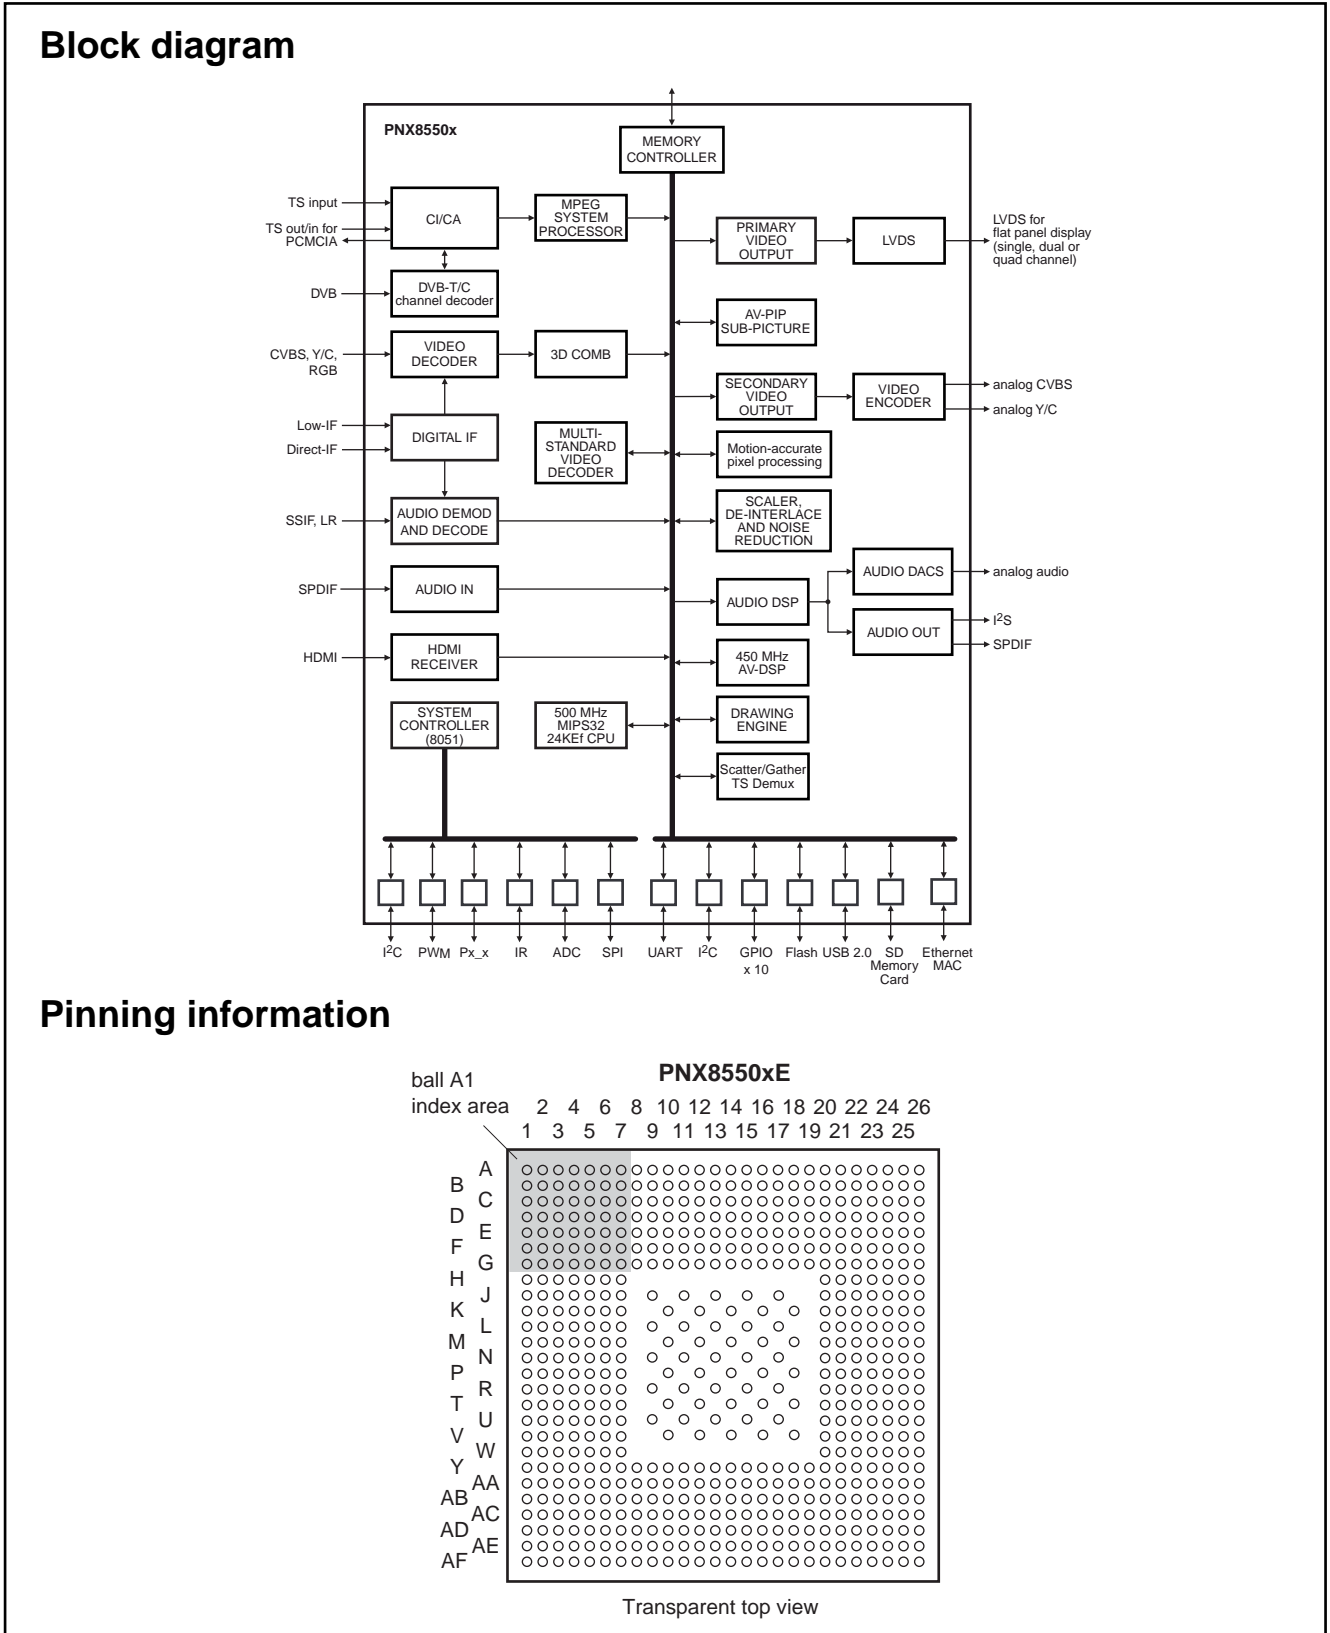 Block diagram
PNX8550x
MEMORY
CONTROLLER
TS input
TS out/in for
PCMCIA
CI/CA
MPEG
SYSTEM
PROCESSOR
PRIMARY
VIDEO
OUTPUT
LVDS
LVDS for
flat panel display
(single, dual or
quad channel)
DVB
DVB-T/C
channel decoder
AV-PIP
SUB-PICTURE
CVBS, Y/C,
RGB
VIDEO
DECODER
3D COMB
SECONDARY
VIDEO
OUTPUT
VIDEO
ENCODER
analog CVBS
analog Y/C
Low-IF
Direct-IF
DIGITAL IF
MULTI-
STANDARD
VIDEO
DECODER
Motion-accurate
pixel processing
SSIF, LR
AUDIO DEMOD
AND DECODE
SCALER,
DE-INTERLACE
AND NOISE
REDUCTION
SPDIF
AUDIO IN
AUDIO DSP
AUDIO DACS
analog audio
AUDIO OUT
I2S
SPDIF
HDMI
HDMI
RECEIVER
450 MHz
AV-DSP
SYSTEM
CONTROLLER
(8051)
500 MHz
MIPS32
24KEf CPU
DRAWING
ENGINE
Scatter/Gather
TS Demux
I2C PWM Px_x IR ADC SPI UART I2C GPIO x 10 Flash USB 2.0 SD Memory Card Ethernet MAC
Pinning information
PNX8550xE
ball A1
index area
2 4 6 8 10 12 14 16 18 20 22 24 26
1 3 5 7 9 11 13 15 17 19 21 23 25
A
B
C
D
E
F
G
H
J
K
L
M
N
P
R
T
U
V
W
Y
AA
AB
AC
AD
AE
AF
Transparent top view